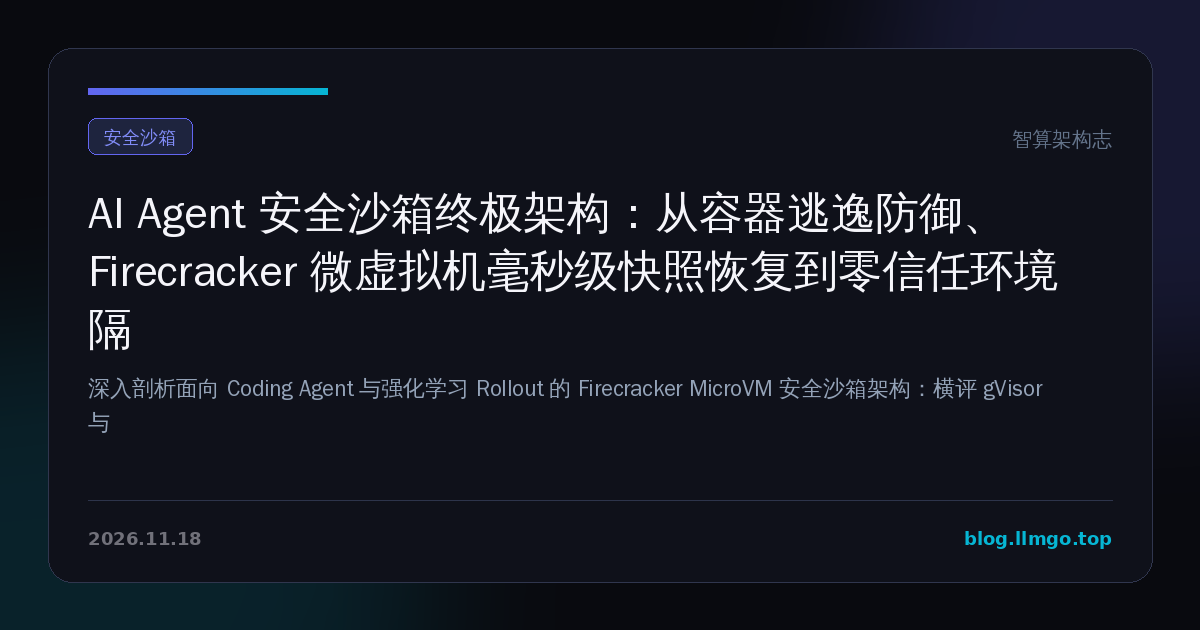 安全沙箱
智算架构志
AI Agent 安全沙箱终极架构：从容器逃逸防御、
Firecracker 微虚拟机毫秒级快照恢复到零信任环境
隔
深入剖析面向 Coding Agent 与强化学习 Rollout 的 Firecracker MicroVM 安全沙箱架构：横评 gVisor
与
2026.11.18
blog.llmgo.top